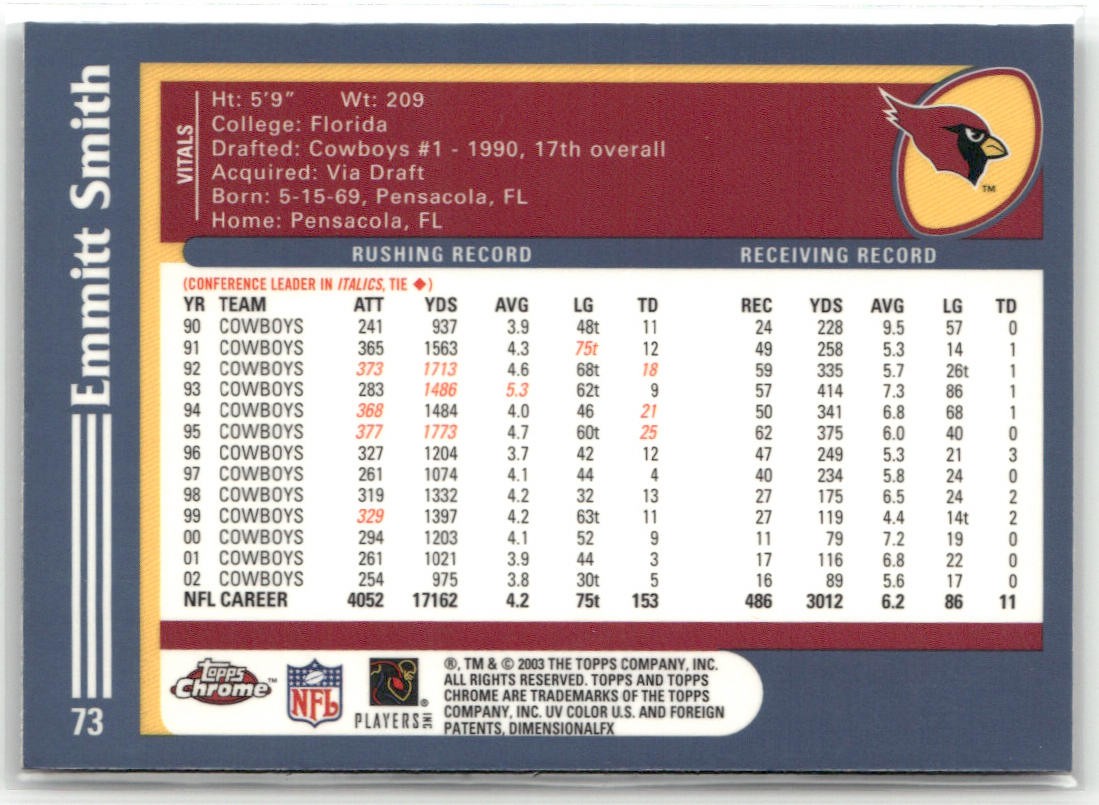 Emmitt Smith
73
VITALS
Ht: 5'9" Wt: 209
College: Florida
Drafted: Cowboys #1 - 1990, 17th overall
Acquired: Via Draft
Born: 5-15-69, Pensacola, FL
Home: Pensacola, FL
TM
RUSHING RECORD RECEIVING RECORD
(CONFERENCE LEADER IN ITALICS, TIE ◆)
YR TEAM ATT YDS AVG LG TD REC YDS AVG LG TD
90 COWBOYS 241 937 3.9 48t 11 24 228 9.5 57 0
91 COWBOYS 365 1563 4.3 75t 12 49 258 5.3 14 1
92 COWBOYS 373 1713 4.6 68t 18 59 335 5.7 26t 1
93 COWBOYS 283 1486 5.3 62t 9 57 414 7.3 86 1
94 COWBOYS 368 1484 4.0 46 21 50 341 6.8 68 1
95 COWBOYS 377 1773 4.7 60t 25 62 375 6.0 40 0
96 COWBOYS 327 1204 3.7 42 12 47 249 5.3 21 3
97 COWBOYS 261 1074 4.1 44 4 40 234 5.8 24 0
98 COWBOYS 319 1332 4.2 32 13 27 175 6.5 24 2
99 COWBOYS 329 1397 4.2 63t 11 27 119 4.4 14t 2
00 COWBOYS 294 1203 4.1 52 9 11 79 7.2 19 0
01 COWBOYS 261 1021 3.9 44 3 17 116 6.8 22 0
02 COWBOYS 254 975 3.8 30t 5 16 89 5.6 17 0
NFL CAREER 4052 17162 4.2 75t 153 486 3012 6.2 86 11
topps
Chrome™
NFL
PLAYERS INC®
®, TM & © 2003 THE TOPPS COMPANY, INC.
ALL RIGHTS RESERVED. TOPPS AND TOPPS
CHROME ARE TRADEMARKS OF THE TOPPS
COMPANY, INC. UV COLOR U.S. AND FOREIGN
PATENTS, DIMENSIONALFX